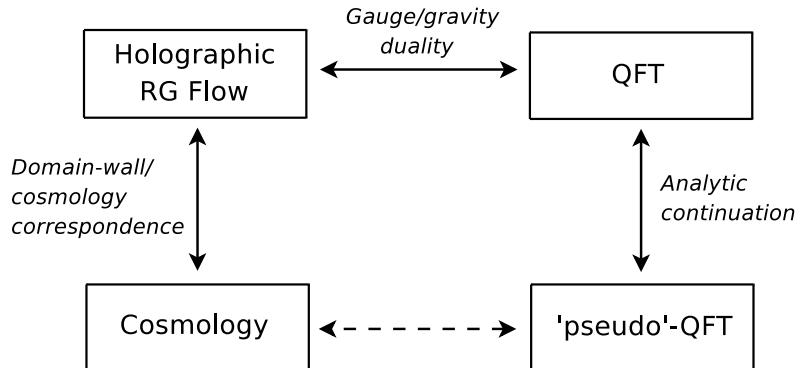 Gauge/gravity
duality
Holographic
RG Flow
QFT
Domain-wall/
cosmology
correspondence
Analytic
continuation
Cosmology
'pseudo'-QFT